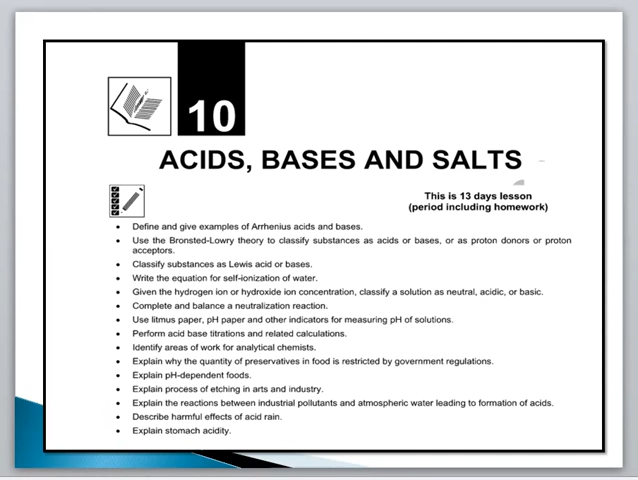 10
ACIDS, BASES AND SALTS
This is 13 days lesson
(period including homework)
• Define and give examples of Arrhenius acids and bases.
• Use the Bronsted-Lowry theory to classify substances as acids or bases, or as proton donors or proton
acceptors.
• Classify substances as Lewis acid or bases.
• Write the equation for self-ionization of water.
• Given the hydrogen ion or hydroxide ion concentration, classify a solution as neutral, acidic, or basic.
• Complete and balance a neutralization reaction.
• Use litmus paper, pH paper and other indicators for measuring pH of solutions.
• Perform acid base titrations and related calculations.
• Identify areas of work for analytical chemists.
• Explain why the quantity of preservatives in food is restricted by government regulations.
• Explain pH-dependent foods.
• Explain process of etching in arts and industry.
• Explain the reactions between industrial pollutants and atmospheric water leading to formation of acids.
• Describe harmful effects of acid rain.
• Explain stomach acidity.